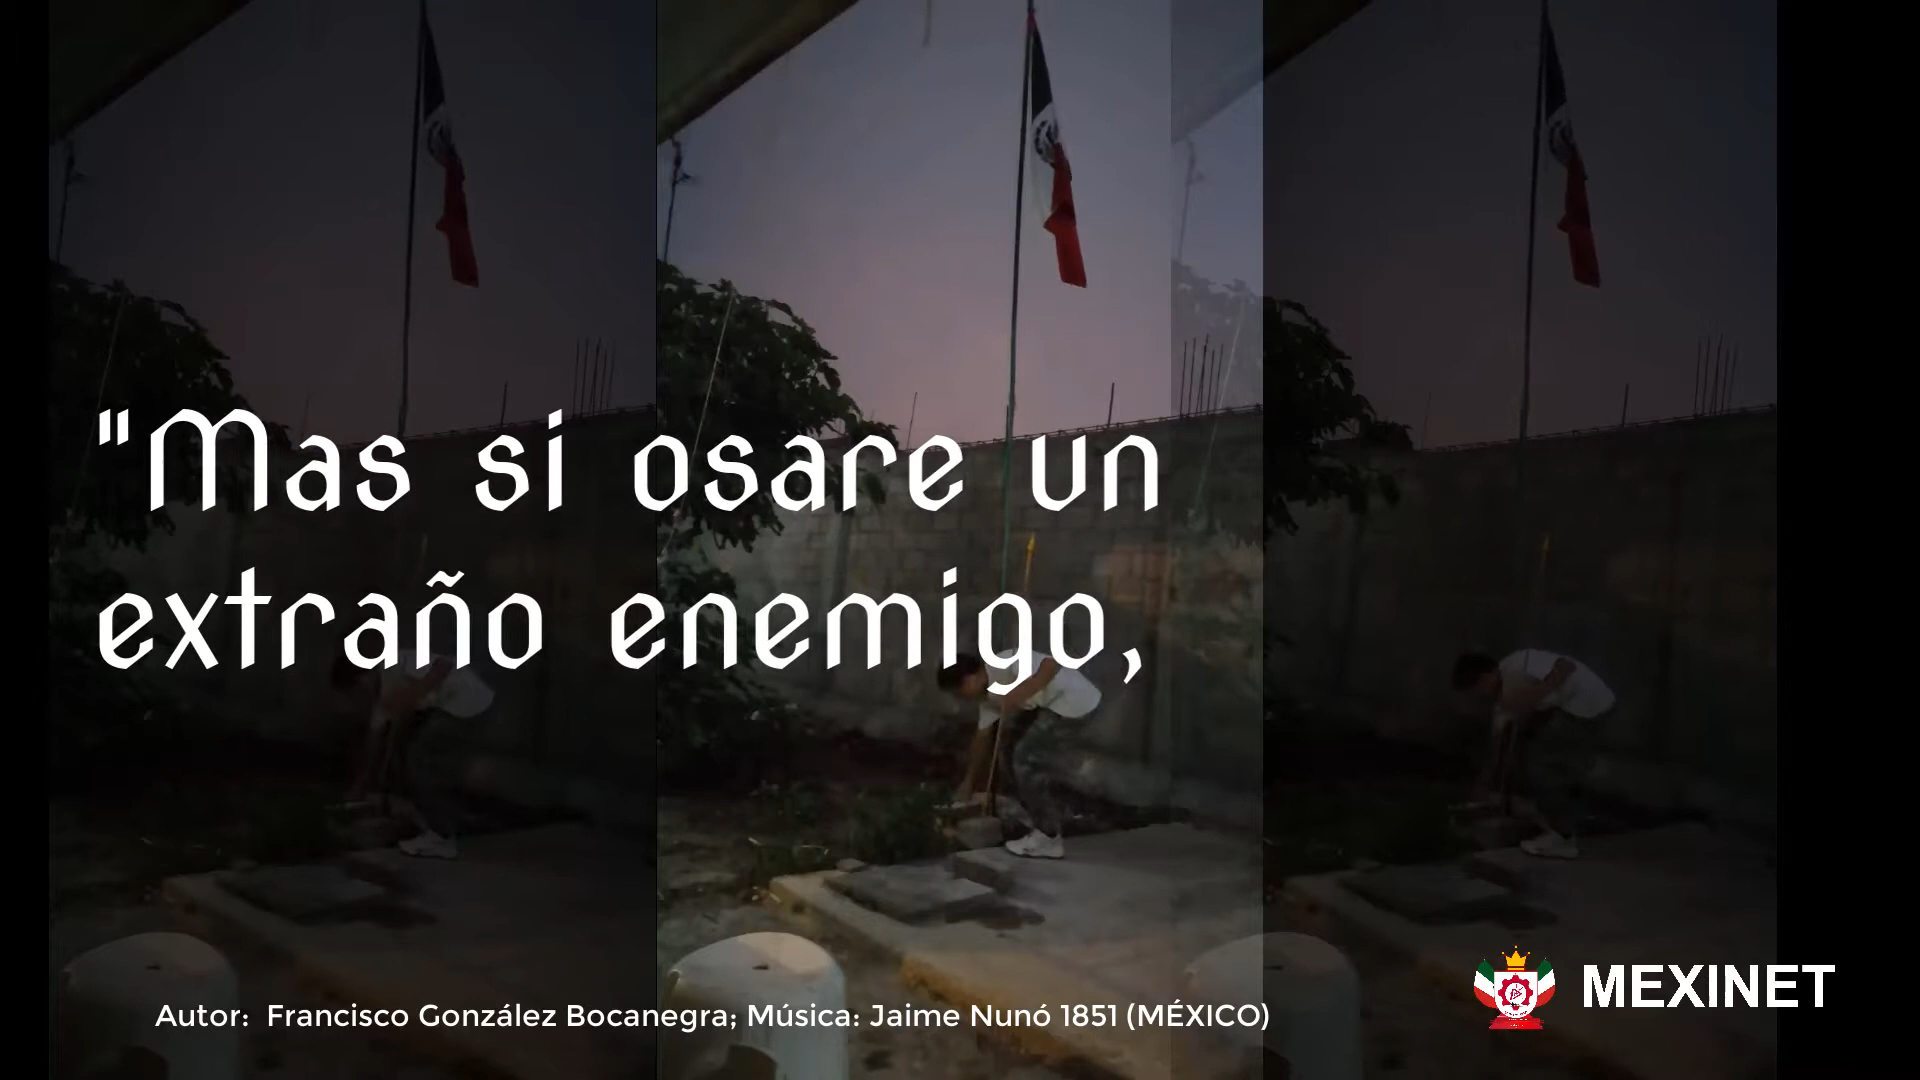 "Mas si osare un
extraño enemigo,
MEXINET
Autor: Francisco González Bocanegra; Música: Jaime Nunó 1851 (MÉXICO)